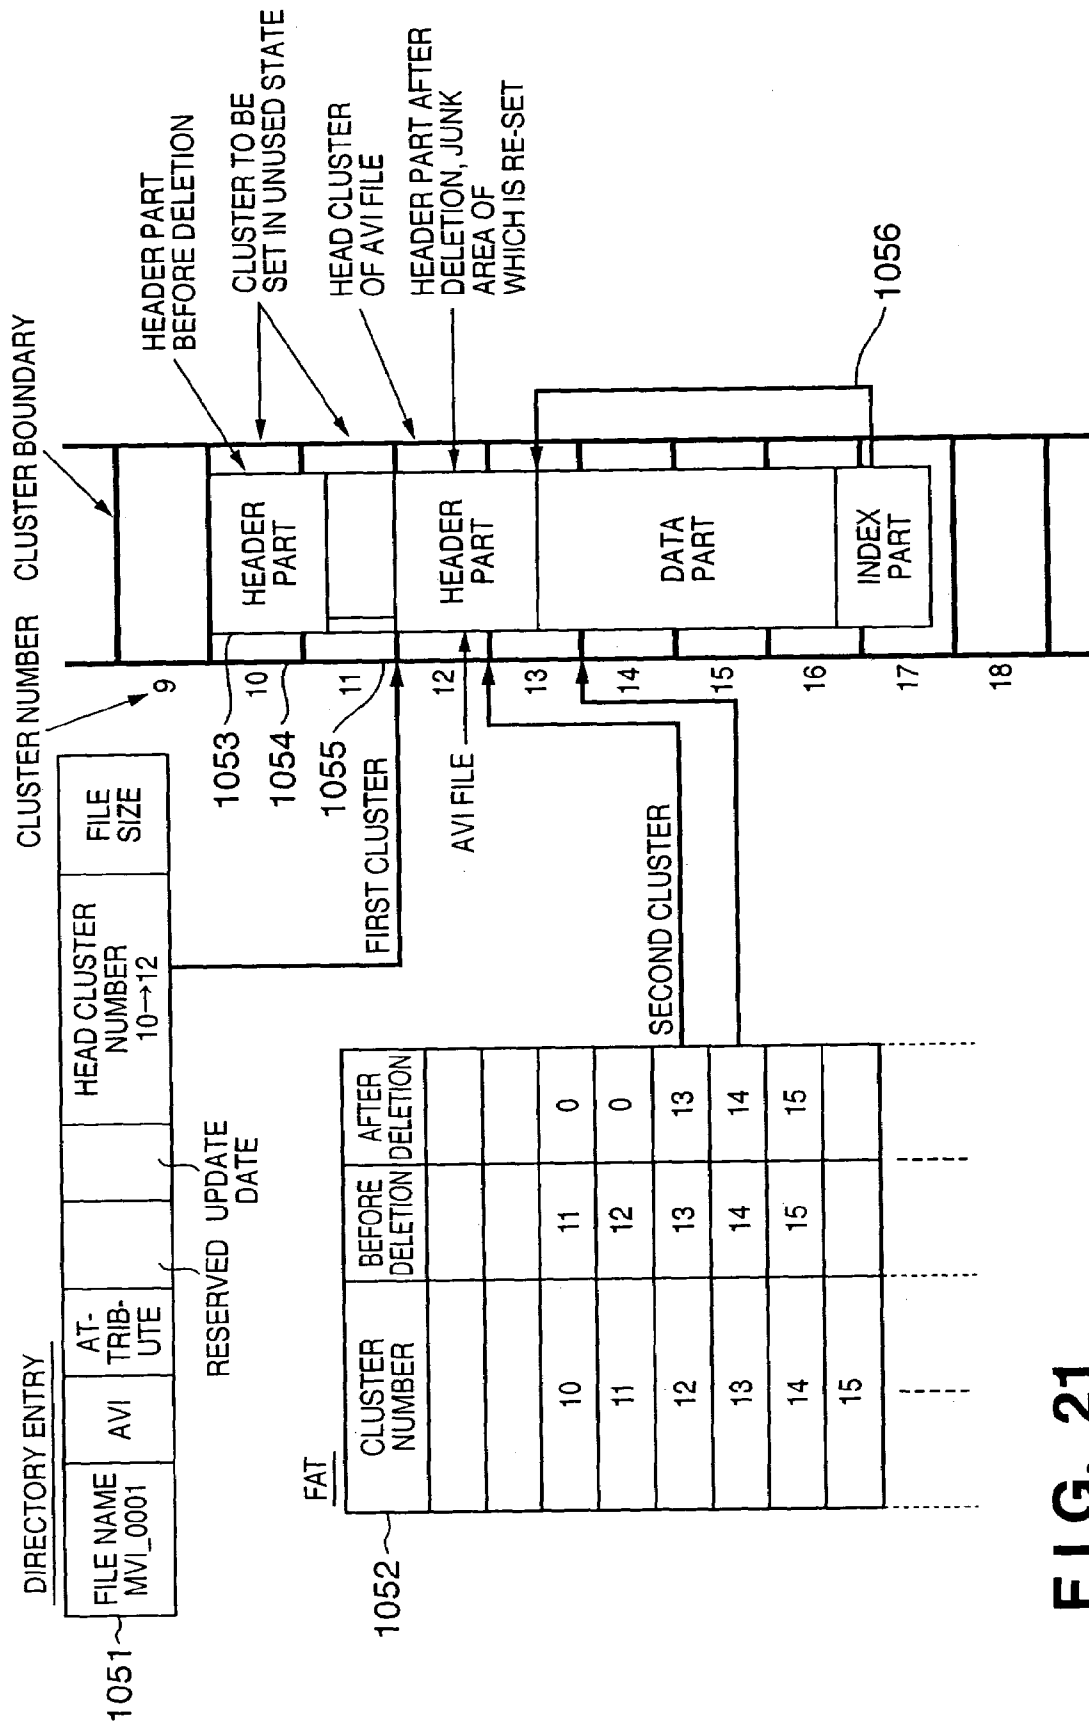 DIRECTORY ENTRY
1051
FILE NAME
MVI_0001
AVI
AT-
TRIB-
UTE
RESERVED
UPDATE
DATE
HEAD CLUSTER
NUMBER
10→12
FILE
SIZE
FAT
1052
CLUSTER
NUMBER
BEFORE
DELETION
AFTER
DELETION
10 11 0
11 12 0
12 13 13
13 14 14
14 15 15
15
FIRST CLUSTER
SECOND CLUSTER
AVI FILE
CLUSTER NUMBER
CLUSTER BOUNDARY
9
10
11
12
13
14
15
16
17
18
1053
1054
1055
HEADER
PART
HEADER
PART
DATA
PART
INDEX
PART
HEADER PART
BEFORE DELETION
CLUSTER TO BE
SET IN UNUSED STATE
HEAD CLUSTER
OF AVI FILE
HEADER PART AFTER
DELETION, JUNK
AREA OF
WHICH IS RE-SET
1056
FIG. 21